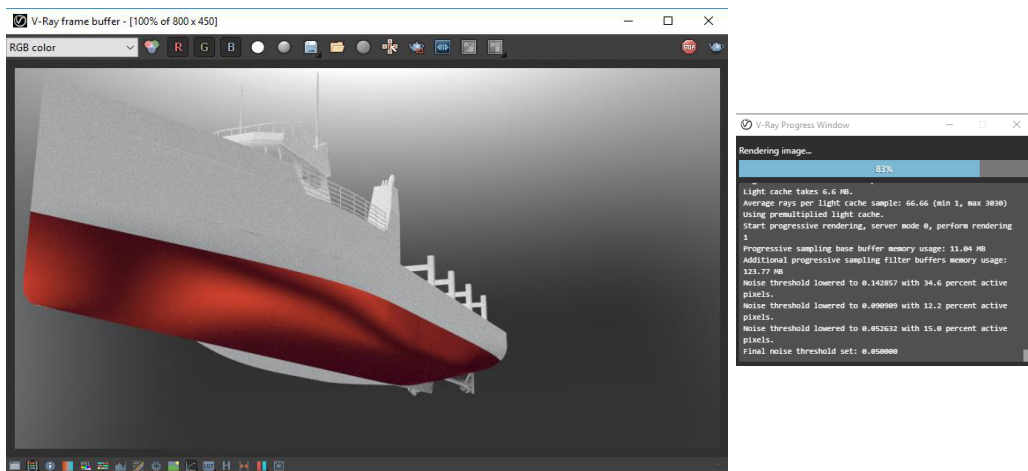 V-Ray frame buffer - [100% of 800 x 450]
RGB color
R G B
STOP
V-Ray Progress Window
Rendering image...
83%
Light cache takes 6.6 MB.
Average rays per light cache sample: 66.66 (min 1, max 3030)
Using premultiplied light cache.
Start progressive rendering, server mode 0, perform rendering
1
Progressive sampling base buffer memory usage: 11.04 MB
Additional progressive sampling filter buffers memory usage:
123.77 MB
Noise threshold lowered to 0.142857 with 34.6 percent active
pixels.
Noise threshold lowered to 0.090909 with 12.2 percent active
pixels.
Noise threshold lowered to 0.052632 with 15.0 percent active
pixels.
Final noise threshold set: 0.050000
H